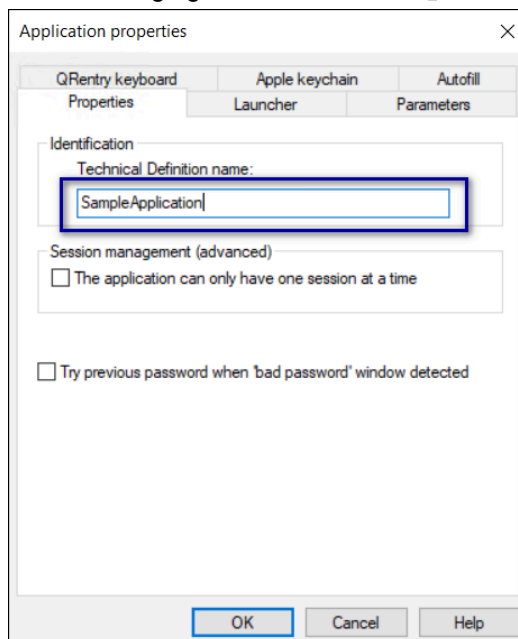 Application properties
QRentry keyboard Apple keychain Autofill
Properties Launcher Parameters
Identification
Technical Definition name:
SampleApplication
Session management (advanced)
The application can only have one session at a time
Try previous password when 'bad password' window detected
OK Cancel Help